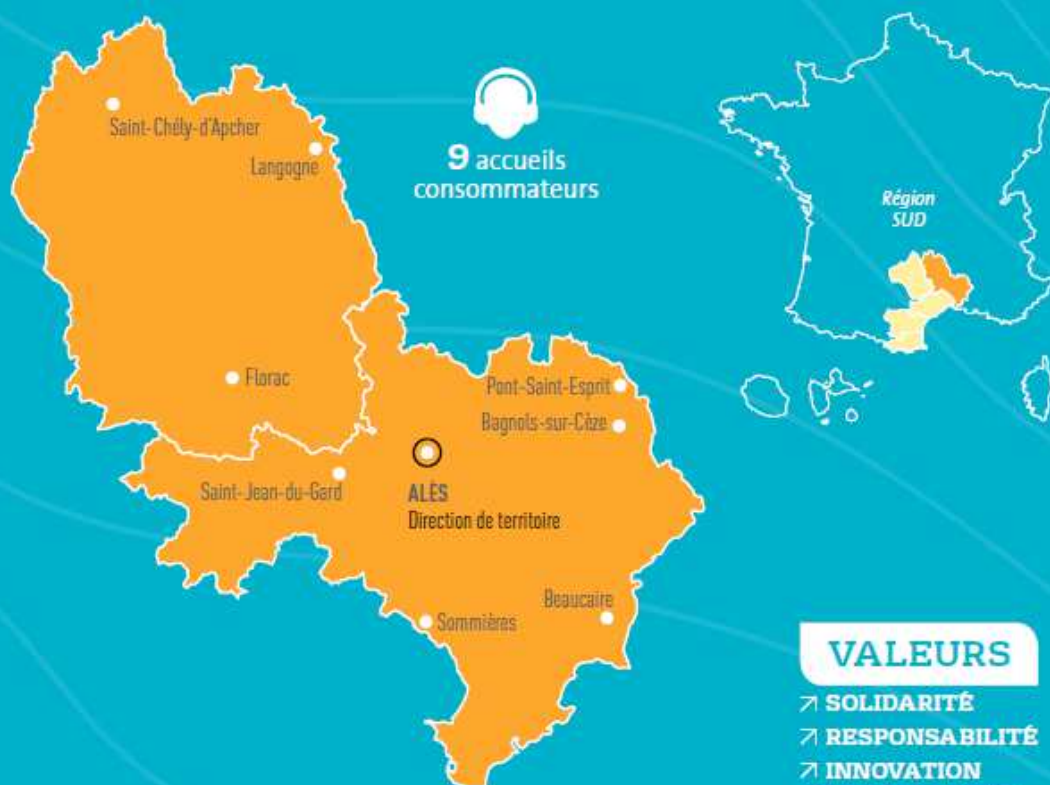 Saint-Chély-d'Apcher
Langogne
9 accueils
consommateurs
Région
SUD
Florac
Pont-Saint-Esprit
Bagnols-sur-Cèze
Saint-Jean-du-Gard
ALÈS
Direction de territoire
Beaucaire
Sommières
VALEURS
SOLIDARITÉ
RESPONSABILITÉ
INNOVATION